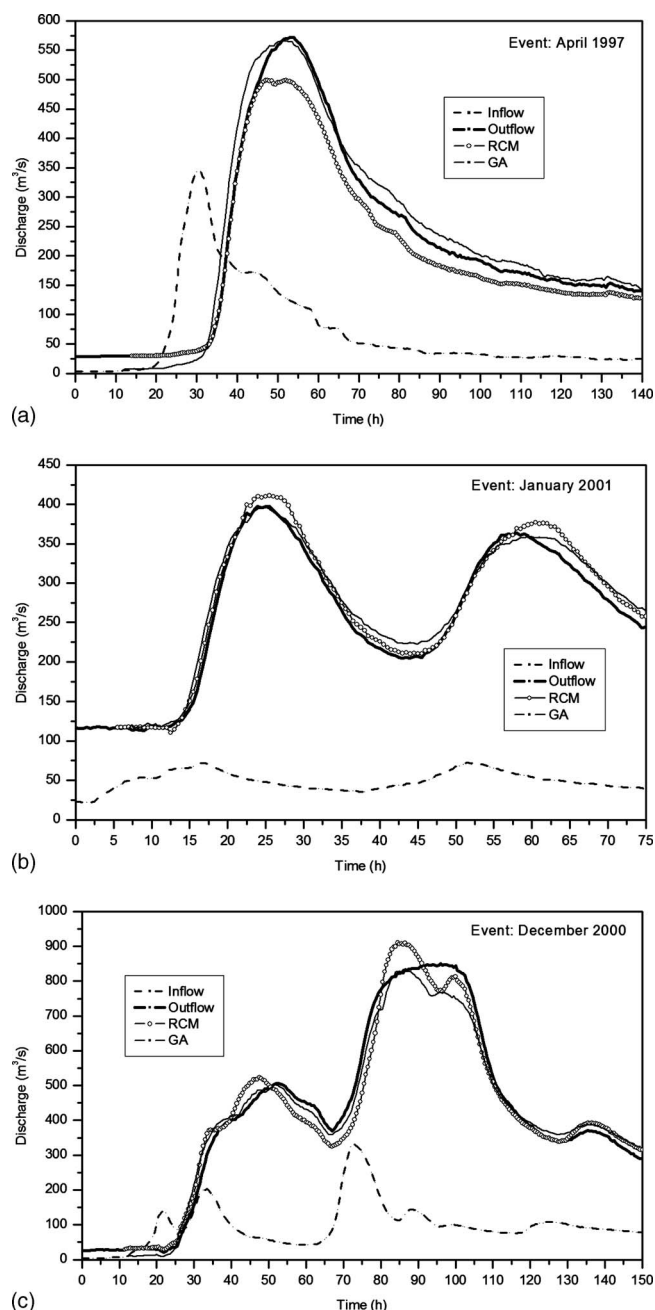 Event: April 1997
600
550
500
450
400
350
300
250
200
150
100
50
0
Discharge (m³/s)
Inflow
Outflow
RCM
GA
0 10 20 30 40 50 60 70 80 90 100 110 120 130 140
Time (h)
(a)
Event: January 2001
450
400
350
300
250
200
150
100
50
0
Discharge (m³/s)
Inflow
Outflow
RCM
GA
0 5 10 15 20 25 30 35 40 45 50 55 60 65 70 75
Time (h)
(b)
Event: December 2000
1000
900
800
700
600
500
400
300
200
100
0
Discharge (m³/s)
Inflow
Outflow
RCM
GA
0 10 20 30 40 50 60 70 80 90 100 110 120 130 140 150
Time (h)
(c)